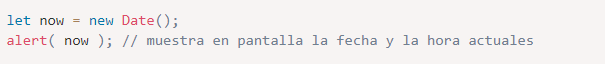 let now = new Date();
alert( now ); // muestra en pantalla la fecha y la hora actuales